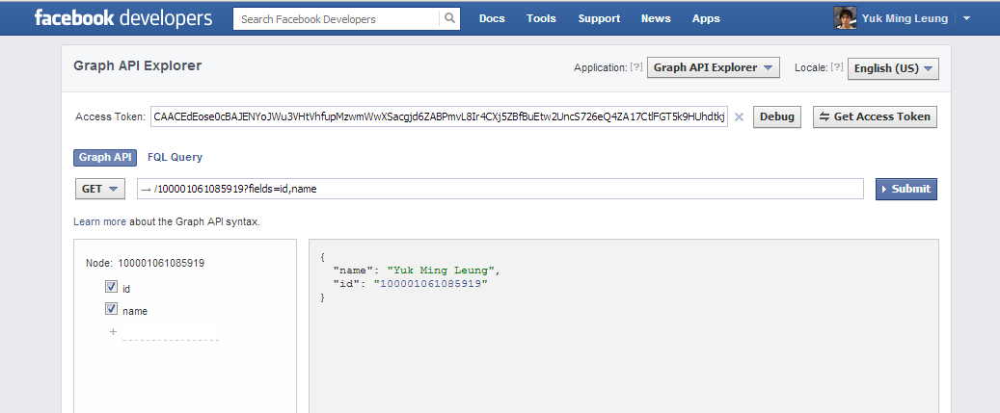 facebook developers Search Facebook Developers Docs Tools Support News Apps Yuk Ming Leung
Graph API Explorer Application: [?] Graph API Explorer Locale: [?] English (US)
Access Token: CAACEdEose0cBAJENYoJWu3VHtVhfupMzwmWwXSacgjd6ZABPmvL8Ir4CXj5ZBfBuEtw2UncS726eQ4ZA17CtlFGT5k9HUhdtkj Debug Get Access Token
Graph API FQL Query
GET → /100001061085919?fields=id,name Submit
Learn more about the Graph API syntax.
Node: 100001061085919
id
name
+
{
"name": "Yuk Ming Leung",
"id": "100001061085919"
}